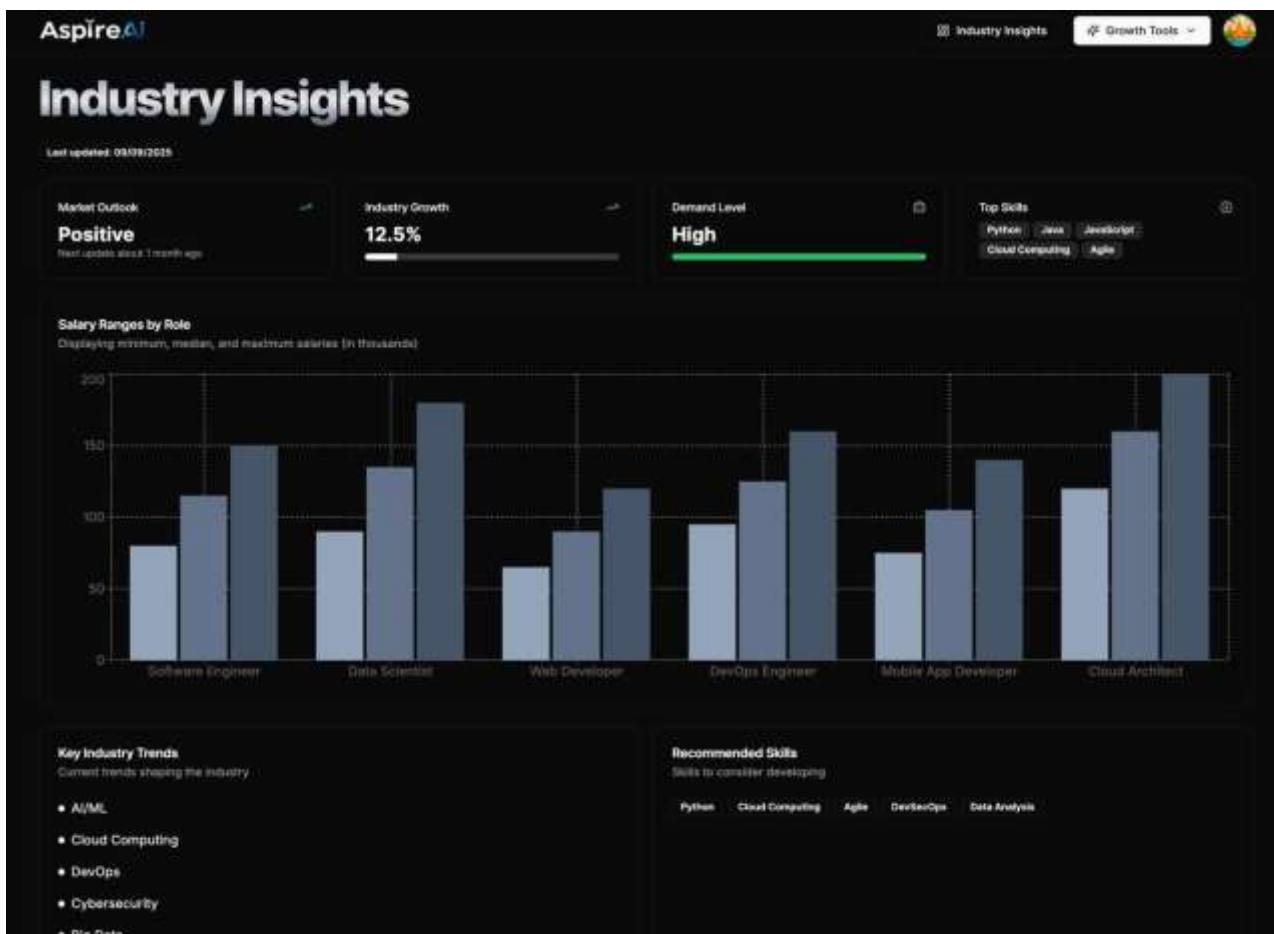 AspireAI
Industry Insights
Growth Tools
Industry Insights
Last updated: 09/09/2025
Market Outlook
Positive
Next update about 1 month ago
Industry Growth
12.5%
Demand Level
High
Top Skills
Python Java JavaScript
Cloud Computing Agile
Salary Ranges by Role
Displaying minimum, median, and maximum salaries (in thousands)
200
150
100
50
0
Software Engineer
Data Scientist
Web Developer
DevOps Engineer
Mobile App Developer
Cloud Architect
Key Industry Trends
Current trends shaping the industry
AI/ML
Cloud Computing
DevOps
Cybersecurity
Big Data
Recommended Skills
Skills to consider developing
Python Cloud Computing Agile DevSecOps Data Analysis